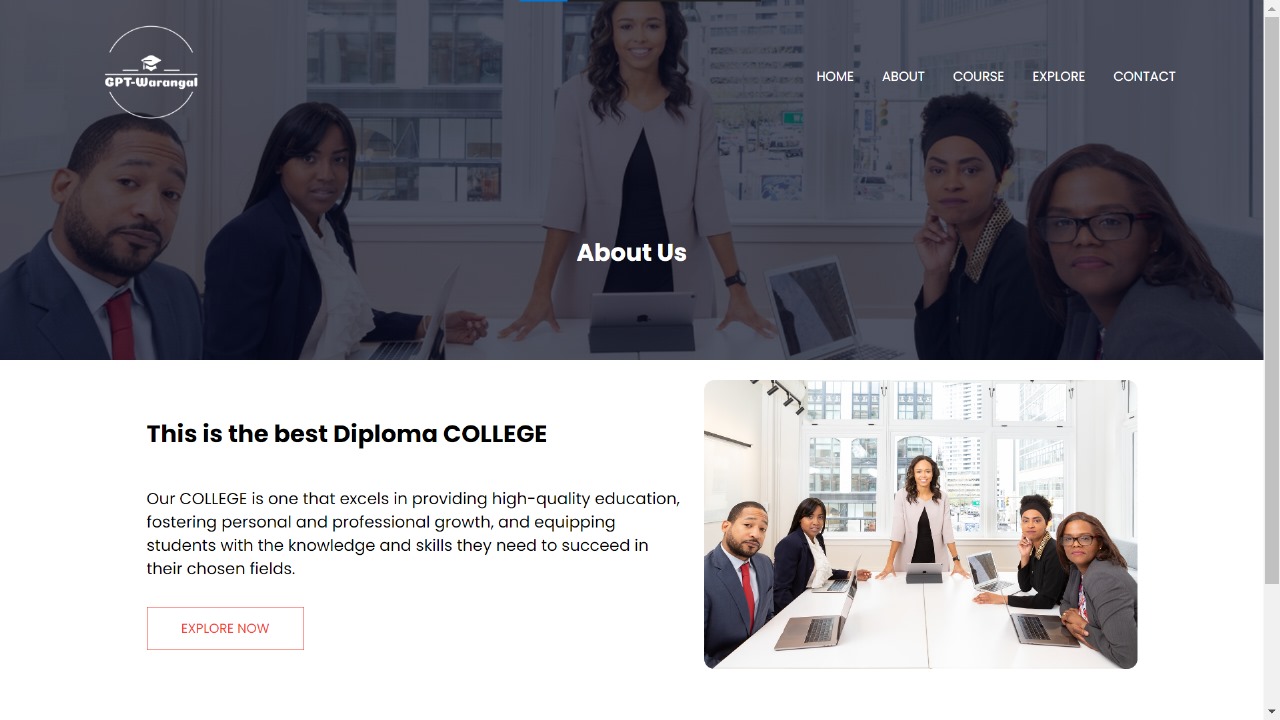 GPT-Warangal
HOME ABOUT COURSE EXPLORE CONTACT
About Us
This is the best Diploma COLLEGE
Our COLLEGE is one that excels in providing high-quality education,
fostering personal and professional growth, and equipping
students with the knowledge and skills they need to succeed in
their chosen fields.
EXPLORE NOW